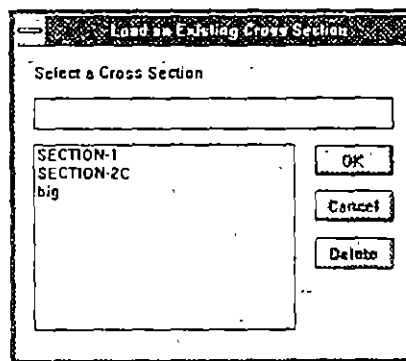 Load an Existing Cross Section
Select a Cross Section
SECTION-1
SECTION-2C
big
OK
Cancel
Delete